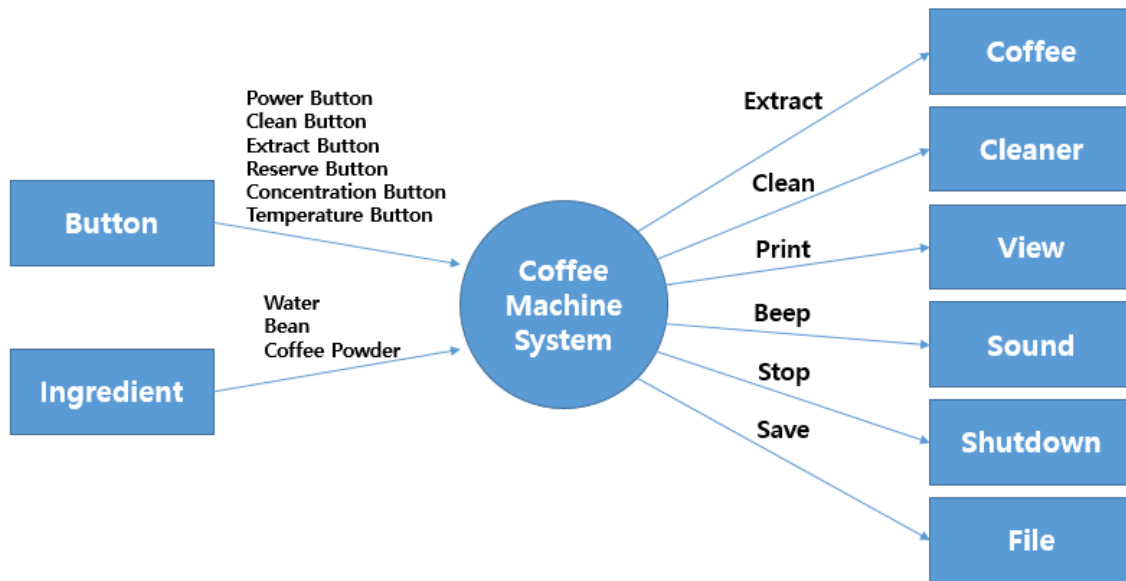 Power Button
Clean Button
Extract Button
Reserve Button
Concentration Button
Temperature Button
Button
Water
Bean
Coffee Powder
Ingredient
Coffee
Machine
System
Extract
Clean
Print
Beep
Stop
Save
Coffee
Cleaner
View
Sound
Shutdown
File